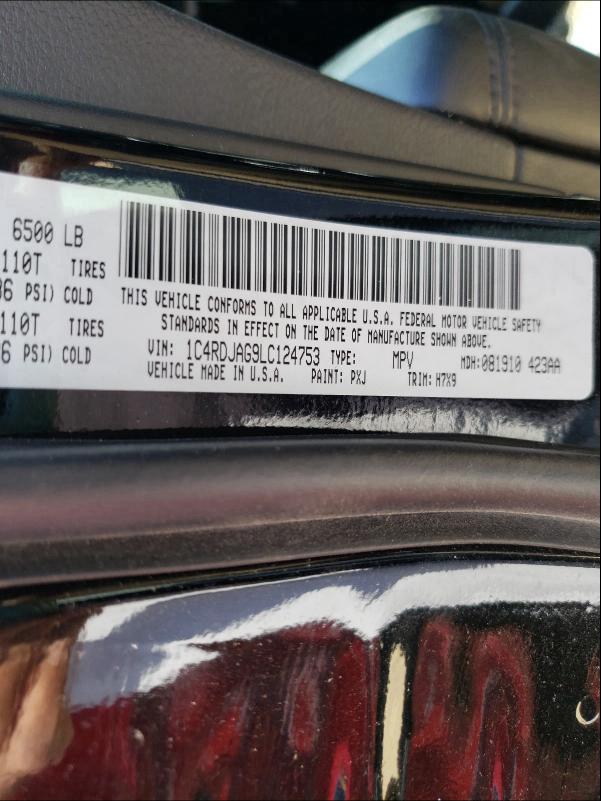 6500 LB
110T TIRES
36 PSI) COLD
110T TIRES
6 PSI) COLD
THIS VEHICLE CONFORMS TO ALL APPLICABLE U.S.A. FEDERAL MOTOR VEHICLE SAFETY
STANDARDS IN EFFECT ON THE DATE OF MANUFACTURE SHOWN ABOVE.
VIN: 1C4RDJAG9LC124753 TYPE: MPV MDH:081910 423AA
VEHICLE MADE IN U.S.A. PAINT: PXJ TRIM: H7X9